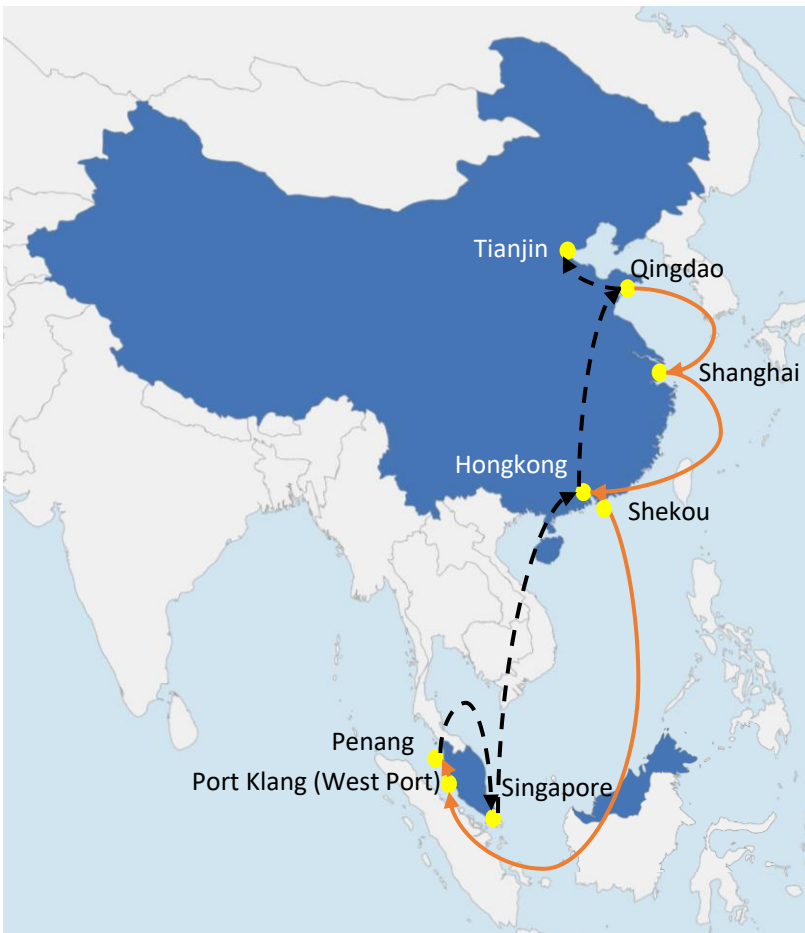 Tianjin
Qingdao
Shanghai
Hongkong
Shekou
Penang
Port Klang (West Port)
Singapore